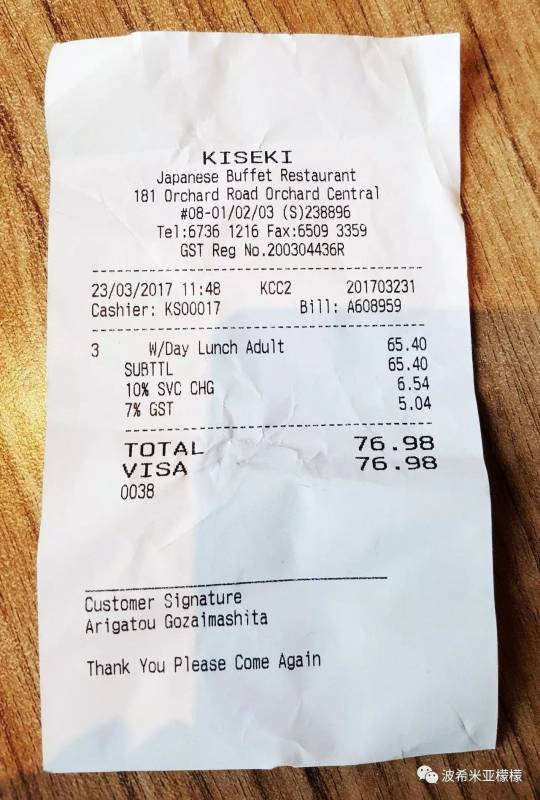 KISEKI
Japanese Buffet Restaurant
181 Orchard Road Orchard Central
#08-01/02/03 (S)238896
Tel:6736 1216 Fax:6509 3359
GST Reg No.200304436R
23/03/2017 11:48 KCC2 201703231
Cashier: KS00017 Bill: A608959
3 W/Day Lunch Adult 65.40
SUBTTL 65.40
10% SVC CHG 6.54
7% GST 5.04
TOTAL 76.98
VISA 76.98
0038
Customer Signature
Arigatou Gozaimashita
Thank You Please Come Again
波希米亚檬檬